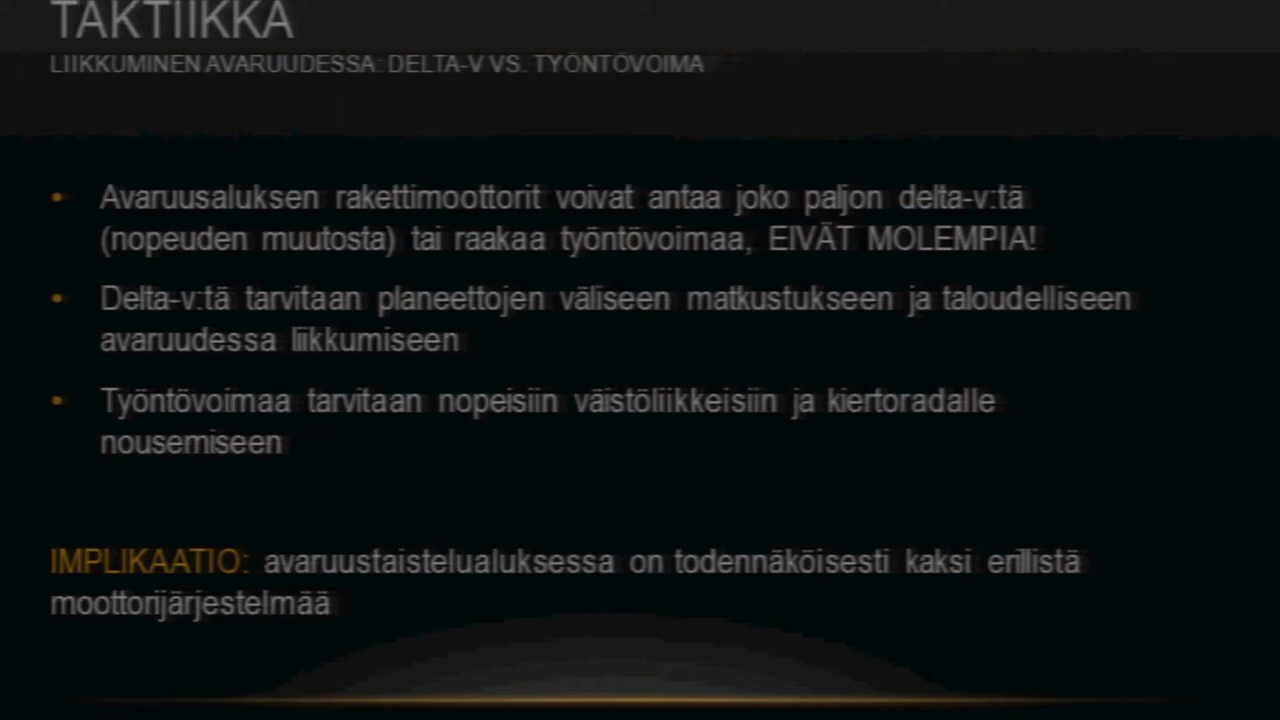 TAKTIIKKA
LIIKKUMINEN AVARUUDESSA: DELTA-V VS. TYÖNTÖVOIMA
• Avaruusaluksen rakettimoottorit voivat antaa joko paljon delta-v:tä
(nopeuden muutosta) tai raakaa työntövoimaa, EIVÄT MOLEMPIA!
• Delta-v:tä tarvitaan planeettojen väliseen matkustukseen ja taloudelliseen
avaruudessa liikkumiseen
• Työntövoimaa tarvitaan nopeisiin väistöliikkeisiin ja kiertoradalle
nousemiseen
IMPLIKAATIO: avaruustaistelualuksessa on todennäköisesti kaksi erillistä
moottorijärjestelmää